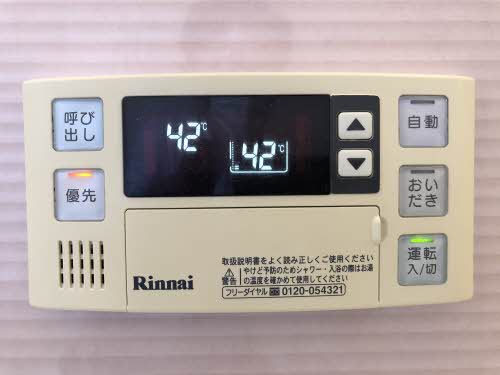 呼び
出し
優先
42℃
42℃
自動
おい
だき
運転
入/切
Rinnai
取扱説明書をよく読み正しくご使用ください
警告
やけど予防のためシャワー・入浴の際はお湯
の温度を確かめて使用してください
フリーダイヤル 0120-054321